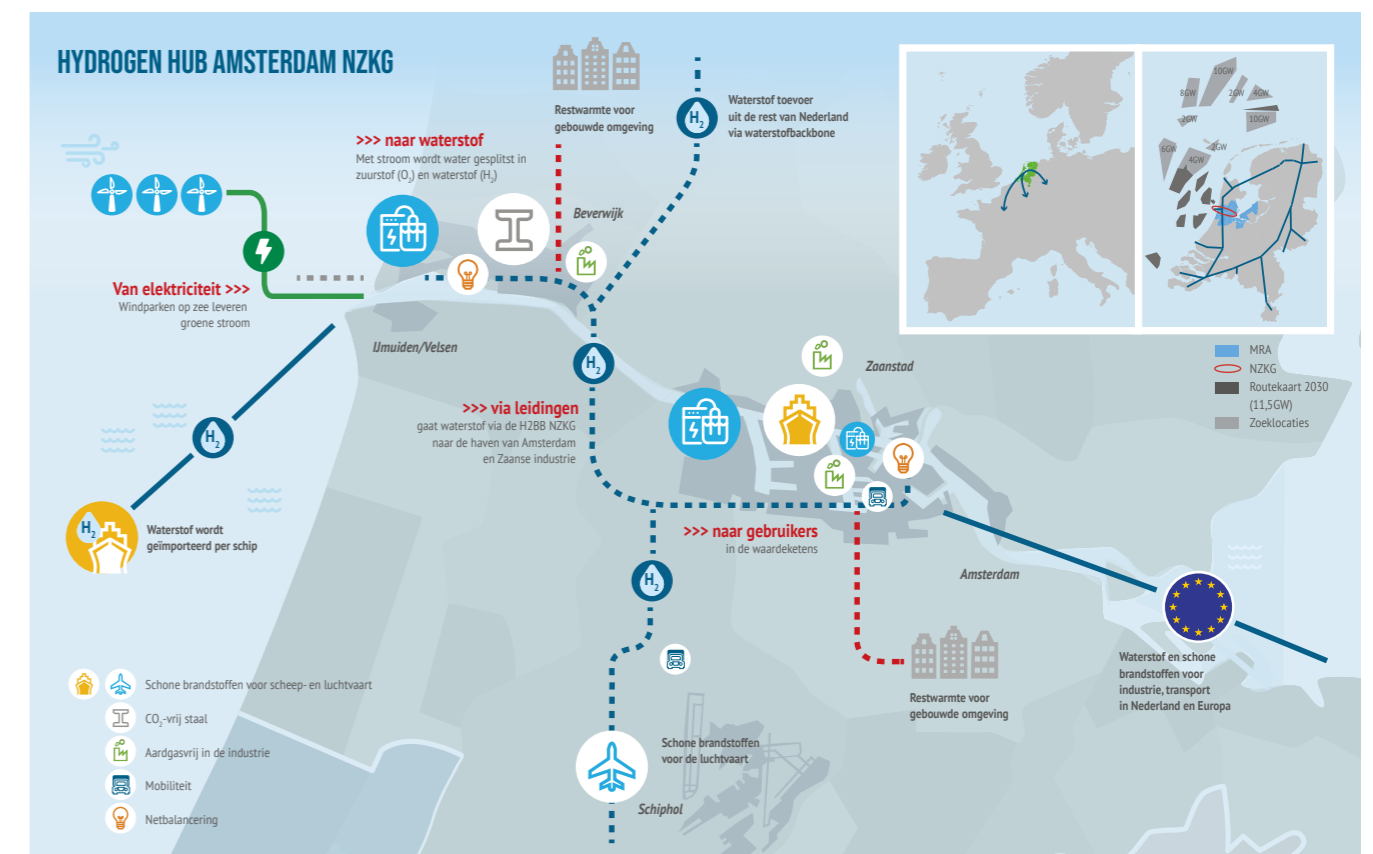 HYDROGEN HUB AMSTERDAM NZKG
Restwarmte voor
gebouwde omgeving
H₂
Waterstof toevoer
uit de rest van Nederland
via waterstofbackbone
>>> naar waterstof
Met stroom wordt water gesplitst in
zuurstof (O₂) en waterstof (H₂)
Beverwijk
Van elektriciteit >>>
Windparken op zee leveren
groene stroom
IJmuiden/Velsen
10GW
8GW
2GW
4GW
2GW
10GW
6GW
2GW
4GW
MRA
NZKG
Routekaart 2030
(11,5GW)
Zoeklocaties
H₂
Zaanstad
>>> via leidingen
gaat waterstof via de H2BB NZKG
naar de haven van Amsterdam
en Zaanse industrie
H₂
H₂
Waterstof wordt
geïmporteerd per schip
>>> naar gebruikers
in de waardeketens
H₂
Amsterdam
Waterstof en schone
brandstoffen voor
industrie, transport
in Nederland en Europa
Restwarmte voor
gebouwde omgeving
Schone brandstoffen
voor de luchtvaart
Schiphol
Schone brandstoffen voor scheep- en luchtvaart
CO₂-vrij staal
Aardgasvrij in de industrie
Mobiliteit
Netbalancering